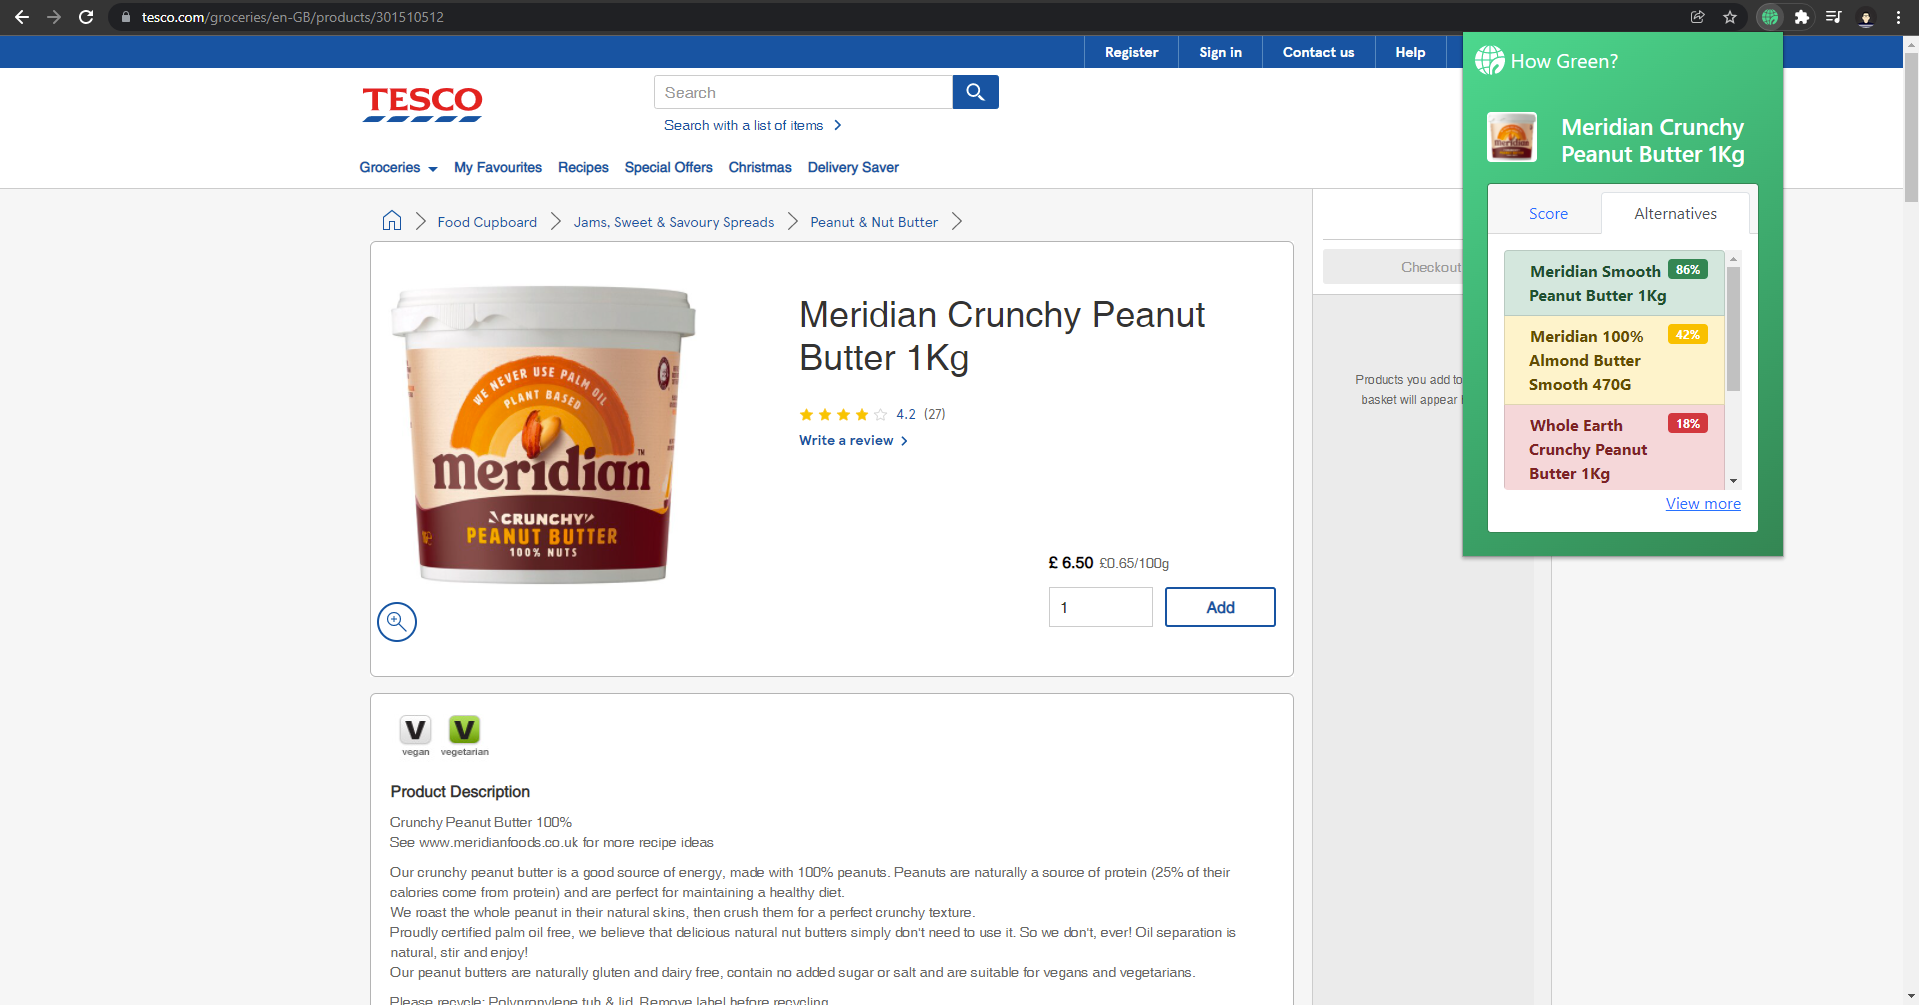 tesco.com/groceries/en-GB/products/301510512
Register
Sign in
Contact us
Help
TESCO
Search
Search with a list of items
Groceries
My Favourites
Recipes
Special Offers
Christmas
Delivery Saver
Food Cupboard
Jams, Sweet & Savoury Spreads
Peanut & Nut Butter
WE NEVER USE PALM OIL
PLANT BASED
meridian™
CRUNCHY
PEANUT BUTTER
100% NUTS
Meridian Crunchy Peanut
Butter 1Kg
4.2 (27)
Write a review
£ 6.50 £0.65/100g
1
Add
Checkout
Products you add to
basket will appear
How Green?
Meridian Crunchy
Peanut Butter 1Kg
Score
Alternatives
Meridian Smooth 86%
Peanut Butter 1Kg
Meridian 100% 42%
Almond Butter
Smooth 470G
Whole Earth 18%
Crunchy Peanut
Butter 1Kg
View more
V V
vegan vegetarian
Product Description
Crunchy Peanut Butter 100%
See www.meridianfoods.co.uk for more recipe ideas
Our crunchy peanut butter is a good source of energy, made with 100% peanuts. Peanuts are naturally a source of protein (25% of their
calories come from protein) and are perfect for maintaining a healthy diet.
We roast the whole peanut in their natural skins, then crush them for a perfect crunchy texture.
Proudly certified palm oil free, we believe that delicious natural nut butters simply don't need to use it. So we don't, ever! Oil separation is
natural, stir and enjoy!
Our peanut butters are naturally gluten and dairy free, contain no added sugar or salt and are suitable for vegans and vegetarians.
Please recycle: Polypropylene tub & lid. Remove label before recycling